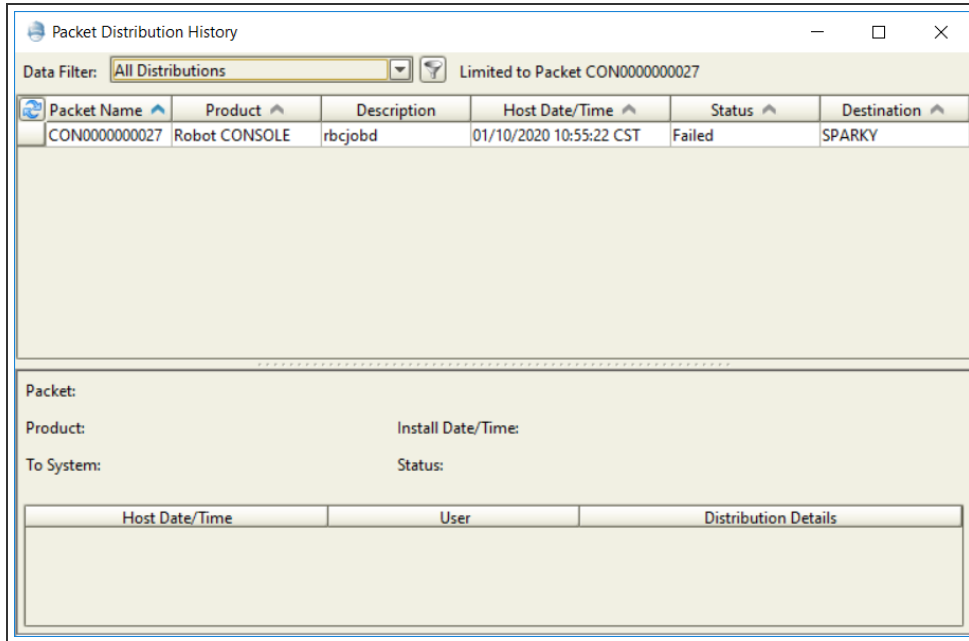 Packet Distribution History
Data Filter: All Distributions Limited to Packet CON0000000027
Packet Name Product Description Host Date/Time Status Destination
CON0000000027 Robot CONSOLE rbcjobd 01/10/2020 10:55:22 CST Failed SPARKY
Packet:
Product: Install Date/Time:
To System: Status:
Host Date/Time User Distribution Details